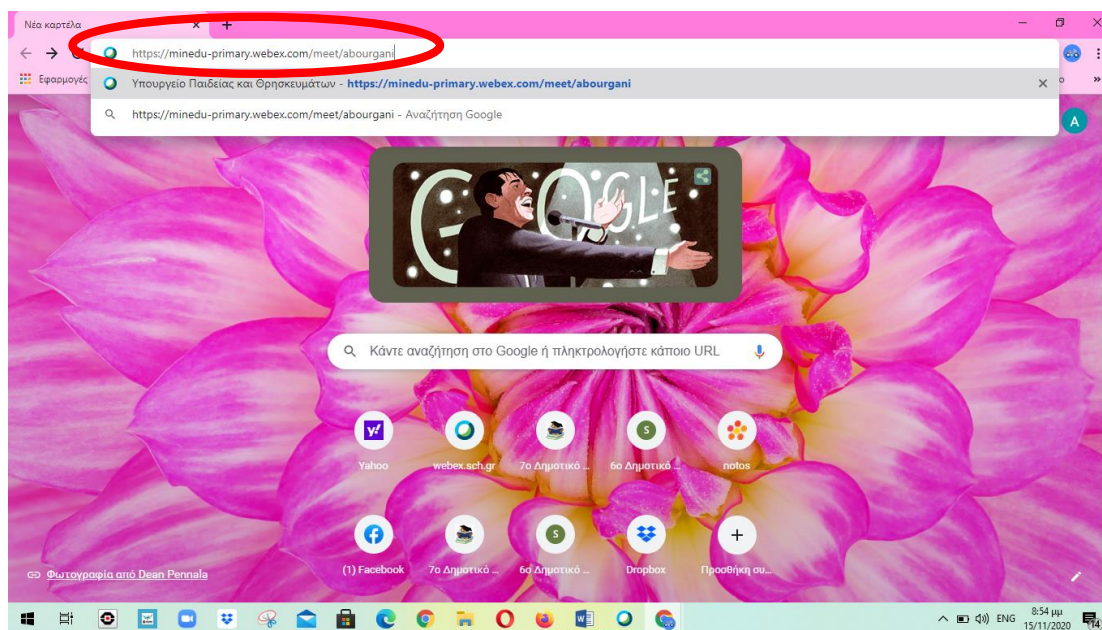 Νέα καρτέλα
https://minedu-primary.webex.com/meet/abourgani
Εφαρμογές
Υπουργείο Παιδείας και Θρησκευμάτων - https://minedu-primary.webex.com/meet/abourgani
ο
https://minedu-primary.webex.com/meet/abourgani - Αναζήτηση Google
A
GOOGLE
Κάντε αναζήτηση στο Google ή πληκτρολογήστε κάποιο URL
y!
S
Yahoo
webex.sch.gr
7ο Δημοτικό ...
6ο Δημοτικό ...
notos
S
(1) Facebook
7ο Δημοτικό ...
6ο Δημοτικό ...
Dropbox
Προσθήκη συ...
Φωτογραφία από Dean Pennala
ENG
8:54 μμ
15/11/2020
14